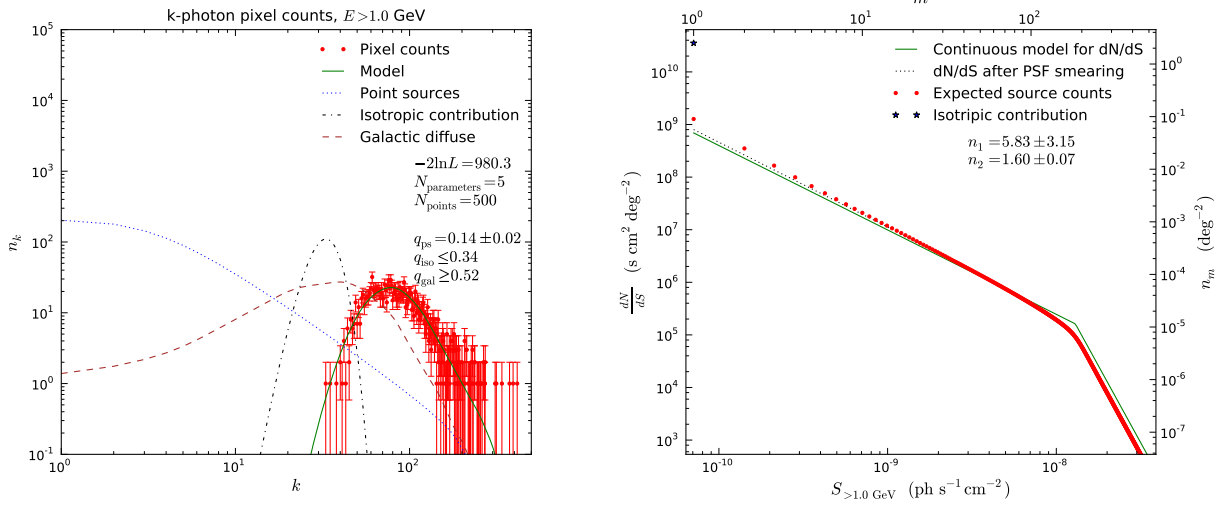 k-photon pixel counts, E>1.0 GeV
10^5
10^4
10^3
10^2
10^1
10^0
10^-1
n_k
Pixel counts
Model
Point sources
Isotropic contribution
Galactic diffuse
−2lnL=980.3
N_parameters=5
N_points=500
q_ps=0.14±0.02
q_iso≤0.34
q_gal≥0.52
10^0
10^1
10^2
k
m
10^0
10^1
10^2
10^10
10^9
10^8
10^7
10^6
10^5
10^4
10^3
dN/dS (s cm^2 deg^-2)
Continuous model for dN/dS
dN/dS after PSF smearing
Expected source counts
Isotripic contribution
n_1=5.83±3.15
n_2=1.60±0.07
10^0
10^-1
10^-2
10^-3
10^-4
10^-5
10^-6
10^-7
n_m (deg^-2)
10^-10
10^-9
10^-8
S_>1.0 GeV (ph s^-1 cm^-2)